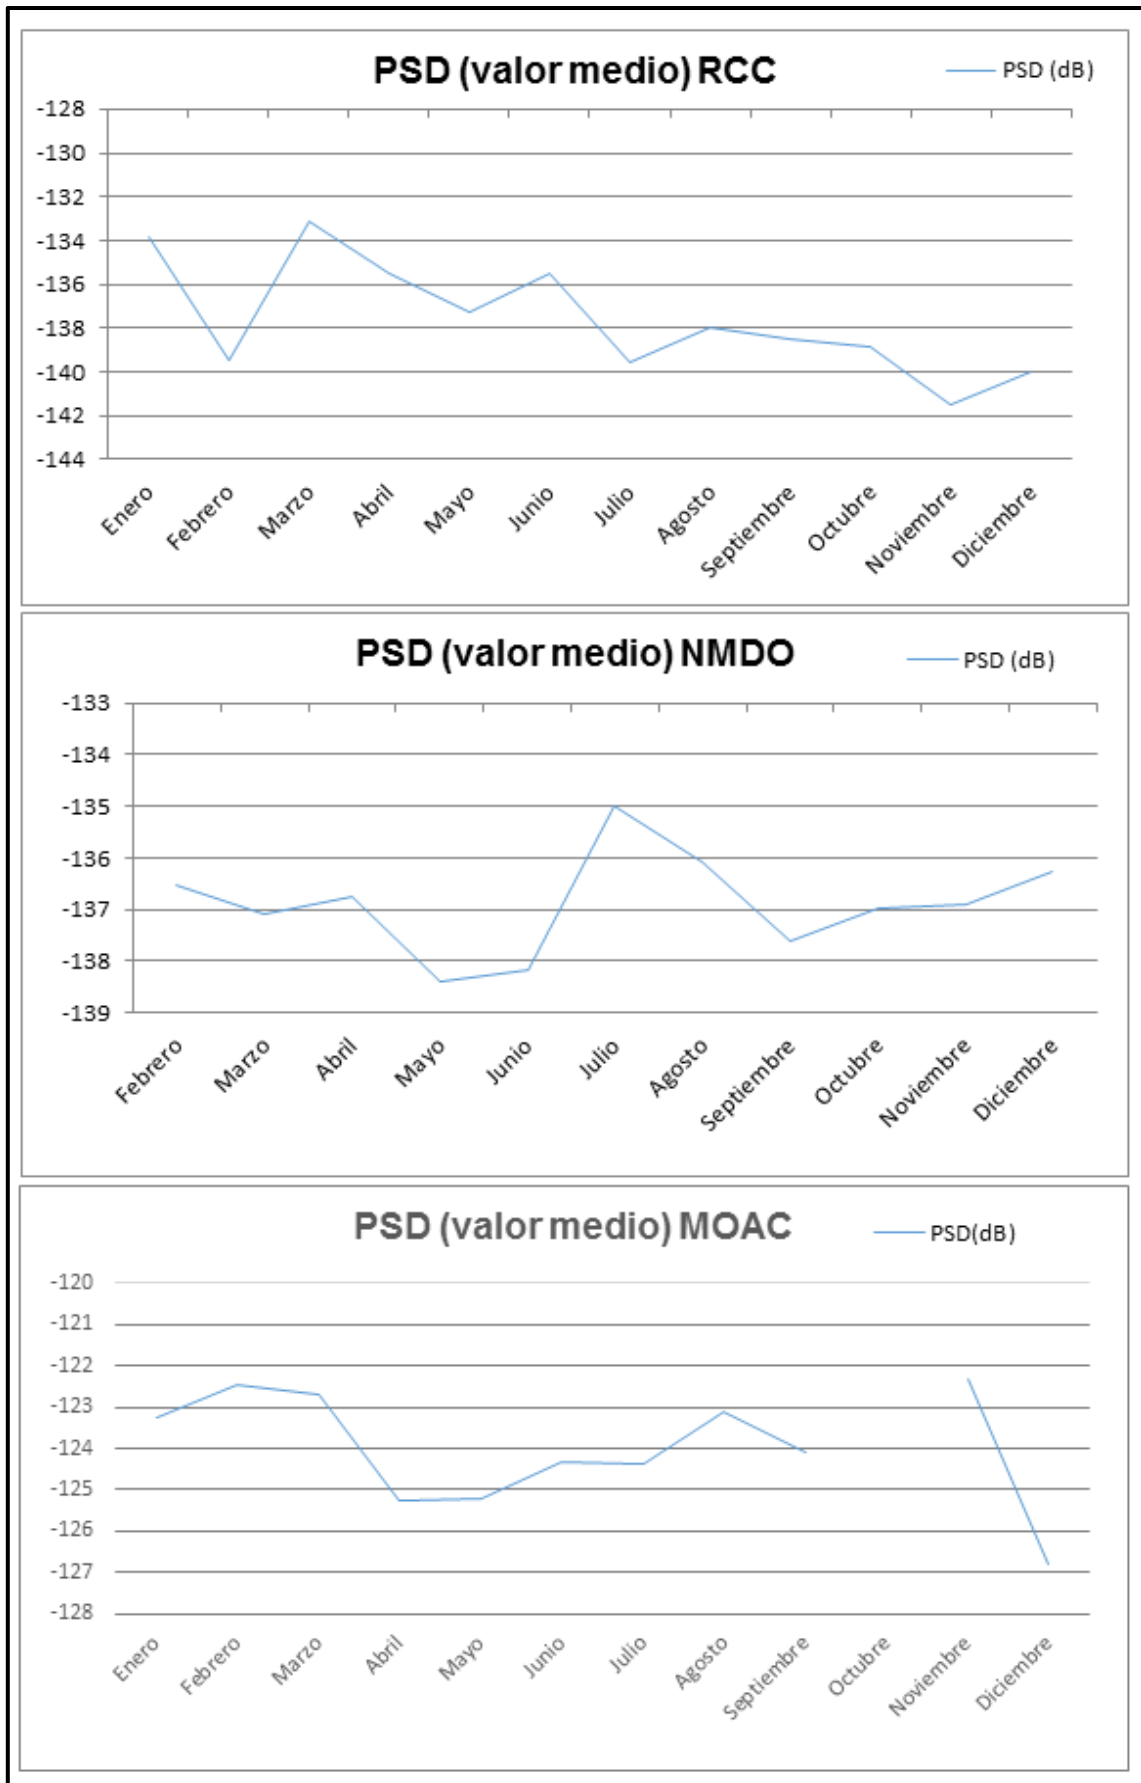 PSD (valor medio) RCC
PSD (dB)
-128
-130
-132
-134
-136
-138
-140
-142
-144
Enero
Febrero
Marzo
Abril
Mayo
Junio
Julio
Agosto
Septiembre
Octubre
Noviembre
Diciembre
PSD (valor medio) NMDO
PSD (dB)
-133
-134
-135
-136
-137
-138
-139
Febrero
Marzo
Abril
Mayo
Junio
Julio
Agosto
Septiembre
Octubre
Noviembre
Diciembre
PSD (valor medio) MOAC
PSD(dB)
-120
-121
-122
-123
-124
-125
-126
-127
-128
Enero
Febrero
Marzo
Abril
Mayo
Junio
Julio
Agosto
Septiembre
Octubre
Noviembre
Diciembre